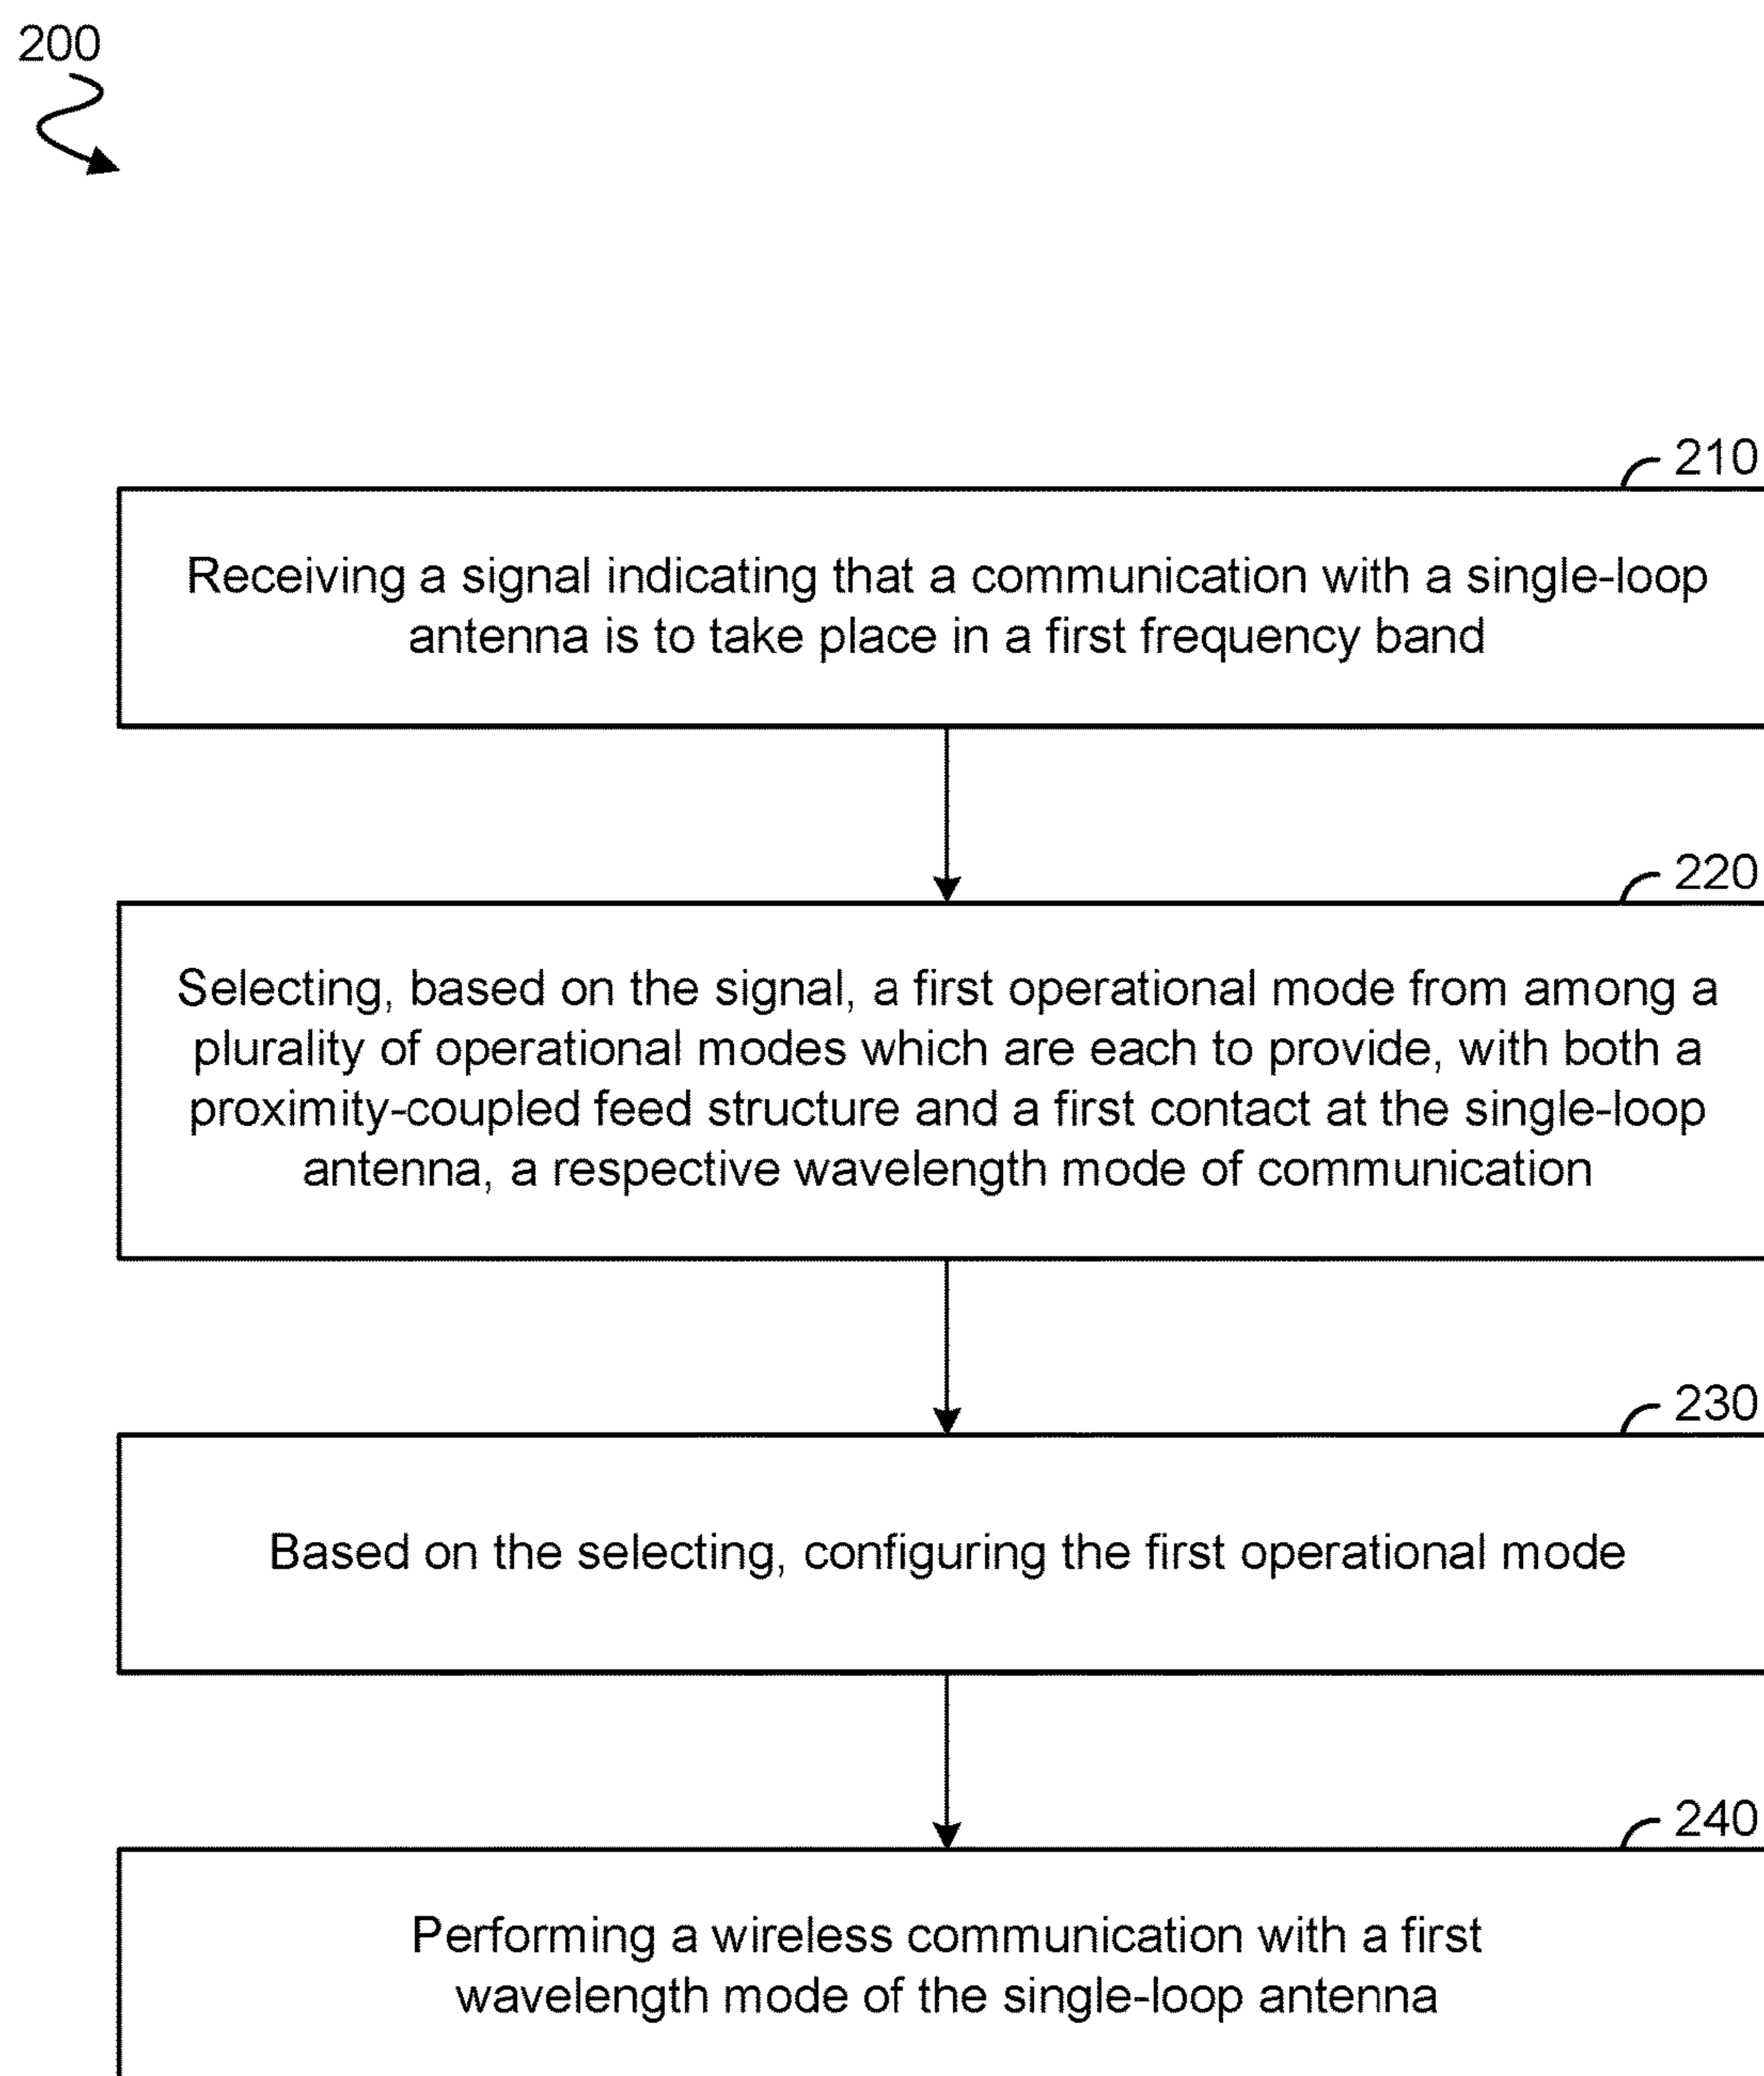 200
210
Receiving a signal indicating that a communication with a single-loop
antenna is to take place in a first frequency band
220
Selecting, based on the signal, a first operational mode from among a
plurality of operational modes which are each to provide, with both a
proximity-coupled feed structure and a first contact at the single-loop
antenna, a respective wavelength mode of communication
230
Based on the selecting, configuring the first operational mode
240
Performing a wireless communication with a first
wavelength mode of the single-loop antenna